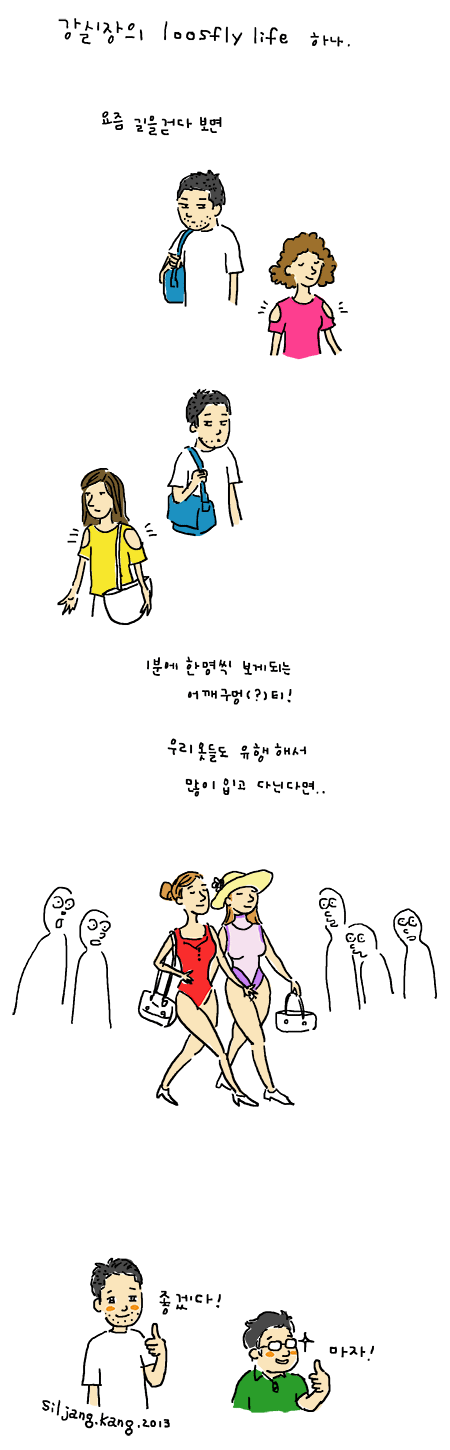 강실장의 loosfly life 하나.
요즘 길을걷다 보면
1분에 한명씩 보게되는
어깨구멍(?)티!
우리옷들도 유행해서
많이 입고 다닌다면..
좋겠다!
마자!
siljang.kang.2013